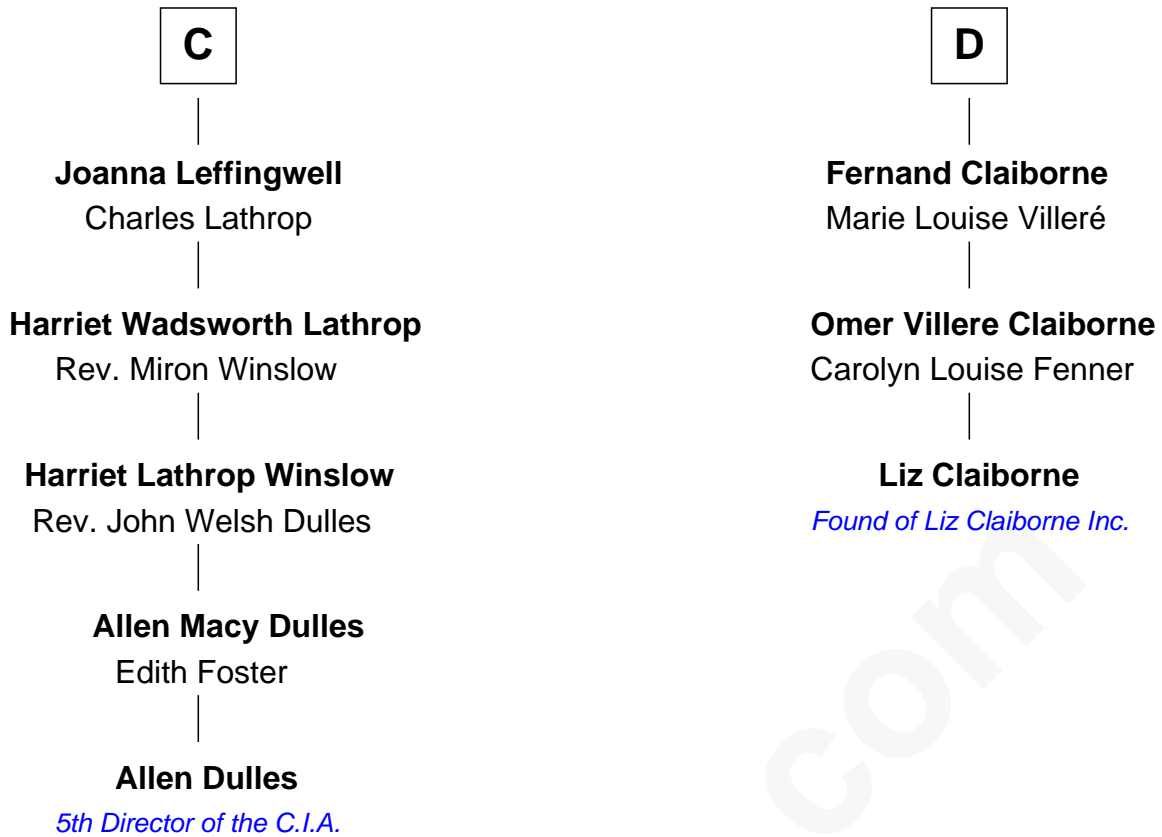 C
Joanna Leffingwell
Charles Lathrop
Harriet Wadsworth Lathrop
Rev. Miron Winslow
Harriet Lathrop Winslow
Rev. John Welsh Dulles
Allen Macy Dulles
Edith Foster
Allen Dulles
5th Director of the C.I.A.
D
Fernand Claiborne
Marie Louise Villeré
Omer Villere Claiborne
Carolyn Louise Fenner
Liz Claiborne
Found of Liz Claiborne Inc.
com